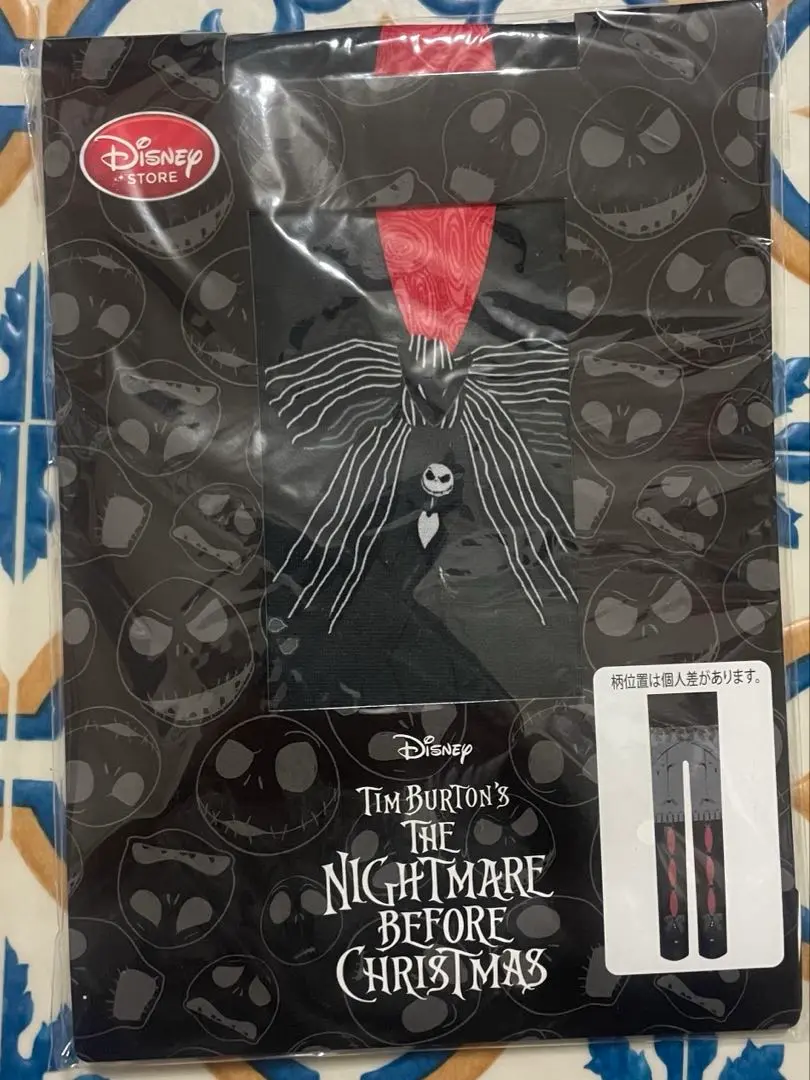 Disney
STORE
柄位置は個人差があります。
Disney
TIM BURTON'S
THE
NIGHTMARE
BEFORE
CHRISTMAS